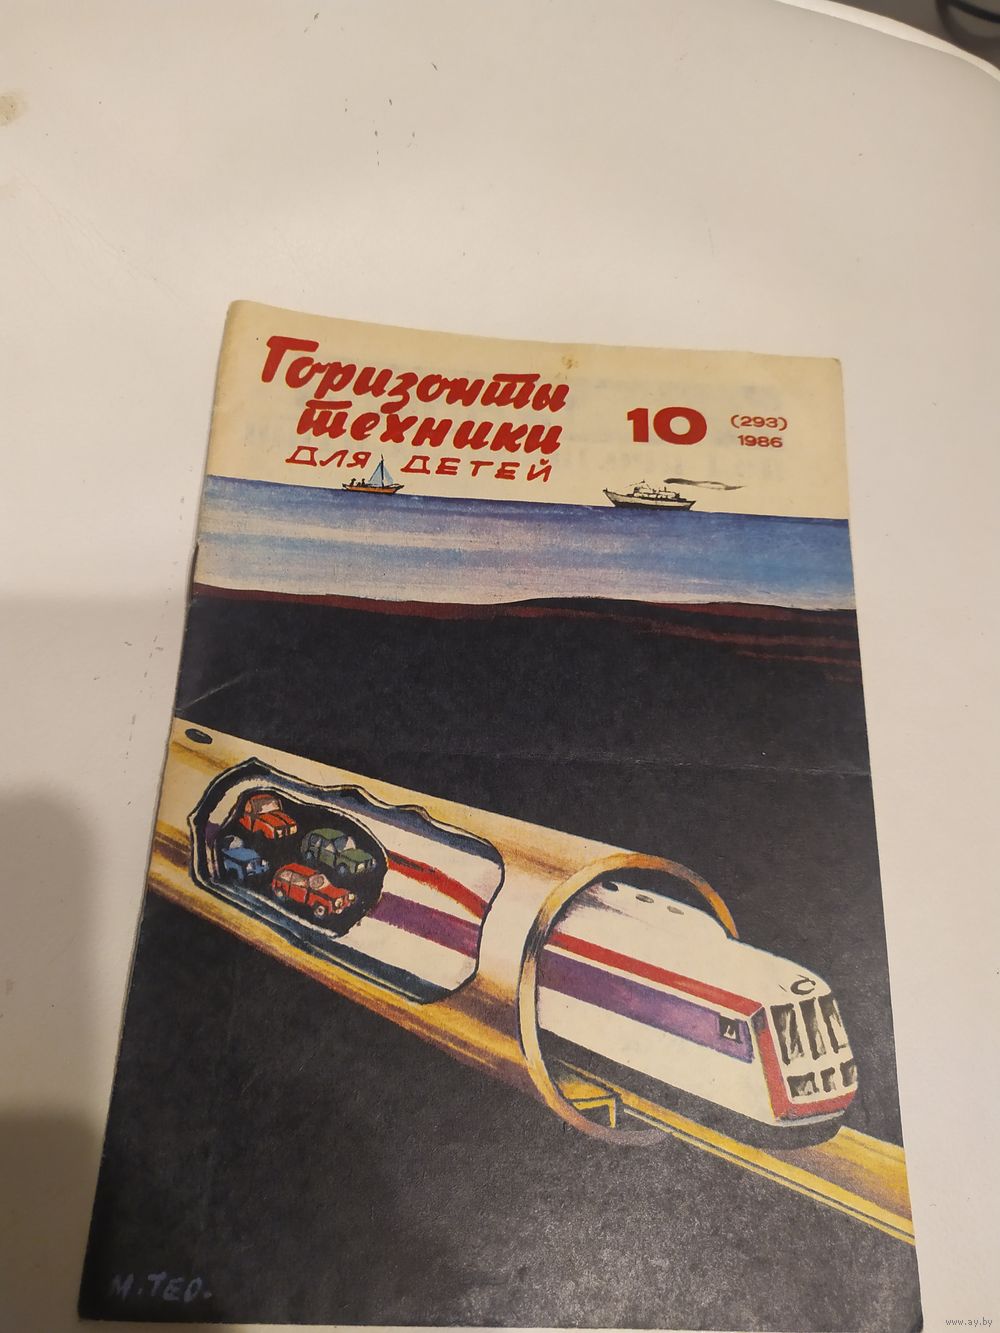 Горизонты
техники
для детей
10
(293)
1986
М. ТЕО.
www.ay.by